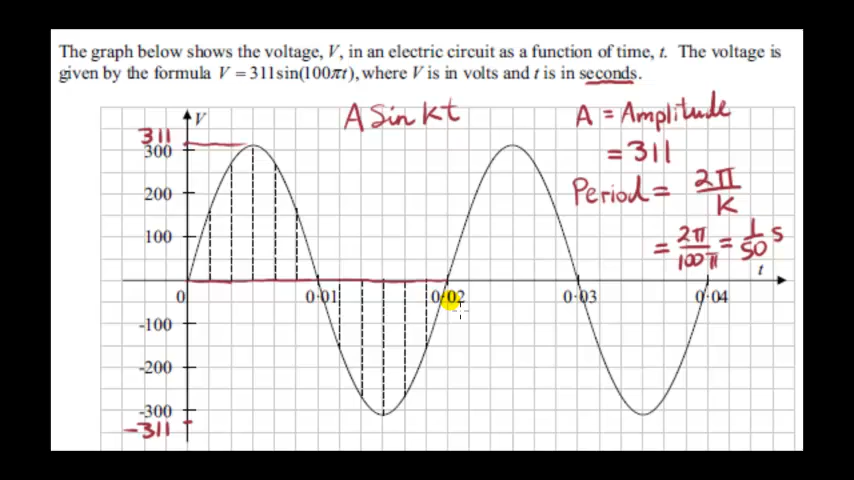 The graph below shows the voltage, V, in an electric circuit as a function of time, t. The voltage is
given by the formula V = 311sin(100πt), where V is in volts and t is in seconds.
V
A Sin kt
A = Amplitude
= 311
Period = 2π/k
= 2π/100π = 1/50 s
311
300
200
100
t
0
0·01
0·02
0·03
0·04
-100
-200
-300
-311